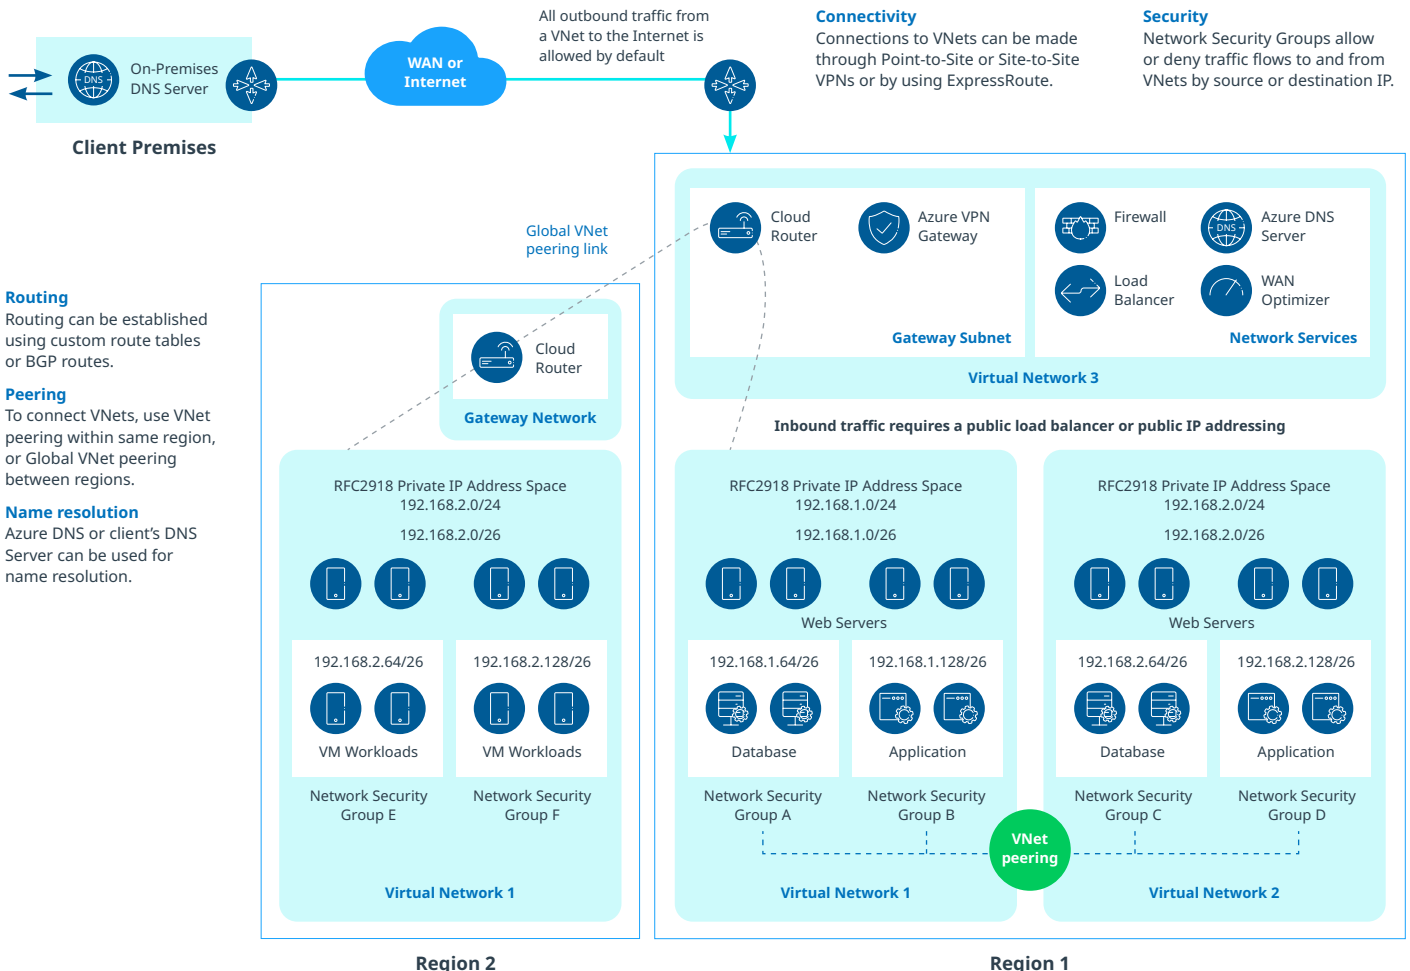 All outbound traffic from
a VNet to the Internet is
allowed by default
Connectivity
Connections to VNets can be made
through Point-to-Site or Site-to-Site
VPNs or by using ExpressRoute.
Security
Network Security Groups allow
or deny traffic flows to and from
VNets by source or destination IP.
DNS
On-Premises
DNS Server
WAN or
Internet
Client Premises
Global VNet
peering link
Cloud
Router
Azure VPN
Gateway
Gateway Subnet
Firewall
DNS
Azure DNS
Server
Load
Balancer
WAN
Optimizer
Network Services
Virtual Network 3
Routing
Routing can be established
using custom route tables
or BGP routes.
Peering
To connect VNets, use VNet
peering within same region,
or Global VNet peering
between regions.
Name resolution
Azure DNS or client’s DNS
Server can be used for
name resolution.
Cloud
Router
Gateway Network
Inbound traffic requires a public load balancer or public IP addressing
RFC2918 Private IP Address Space
192.168.2.0/24
192.168.2.0/26
192.168.2.64/26
VM Workloads
192.168.2.128/26
VM Workloads
Network Security
Group E
Network Security
Group F
Virtual Network 1
Region 2
RFC2918 Private IP Address Space
192.168.1.0/24
192.168.1.0/26
Web Servers
192.168.1.64/26
Database
192.168.1.128/26
Application
Network Security
Group A
Network Security
Group B
Virtual Network 1
VNet
peering
RFC2918 Private IP Address Space
192.168.2.0/24
192.168.2.0/26
Web Servers
192.168.2.64/26
Database
192.168.2.128/26
Application
Network Security
Group C
Network Security
Group D
Virtual Network 2
Region 1